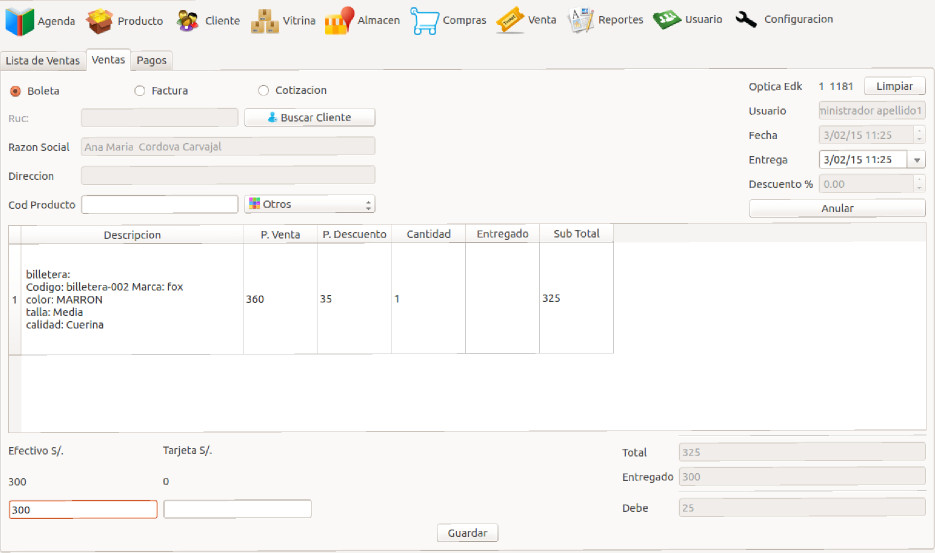 Agenda Producto Cliente Vitrina Almacen Compras Venta Reportes Usuario Configuracion
Lista de Ventas Ventas Pagos
Boleta Factura Cotizacion Optica Edk 1 1181 Limpiar
Ruc: Buscar Cliente Usuario ministrador apellido1
Razon Social Ana Maria Cordova Carvajal Fecha 3/02/15 11:25
Direccion Entrega 3/02/15 11:25
Descuento % 0.00
Cod Producto Otros Anular
Descripcion P. Venta P. Descuento Cantidad Entregado Sub Total
billetera:
Codigo: billetera-002 Marca: fox
1 color: MARRON 360 35 1 325
talla: Media
calidad: Cuerina
Efectivo S/. Tarjeta S/. Total 325
300 0 Entregado 300
300 Debe 25
Guardar